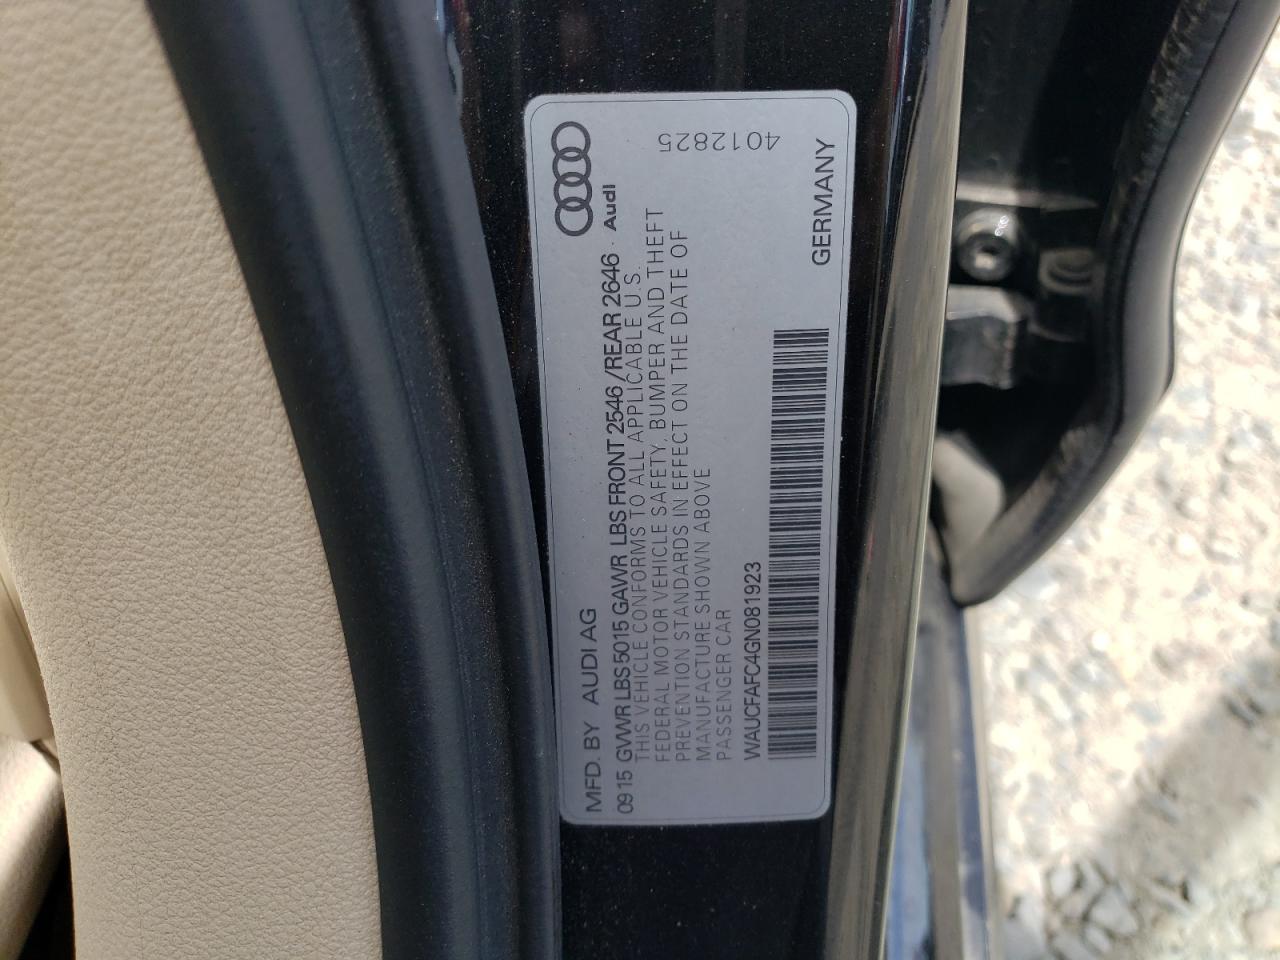 MFD. BY AUDI AG
0915 GVWR LBS 5015 GAWR LBS FRONT 2546 /REAR 2646 . Audi
THIS VEHICLE CONFORMS TO ALL APPLICABLE U.S.
FEDERAL MOTOR VEHICLE SAFETY, BUMPER AND THEFT
PREVENTION STANDARDS IN EFFECT ON THE DATE OF
MANUFACTURE SHOWN ABOVE
PASSENGER CAR
4012825
WAUCFAFC4GN081923
GERMANY